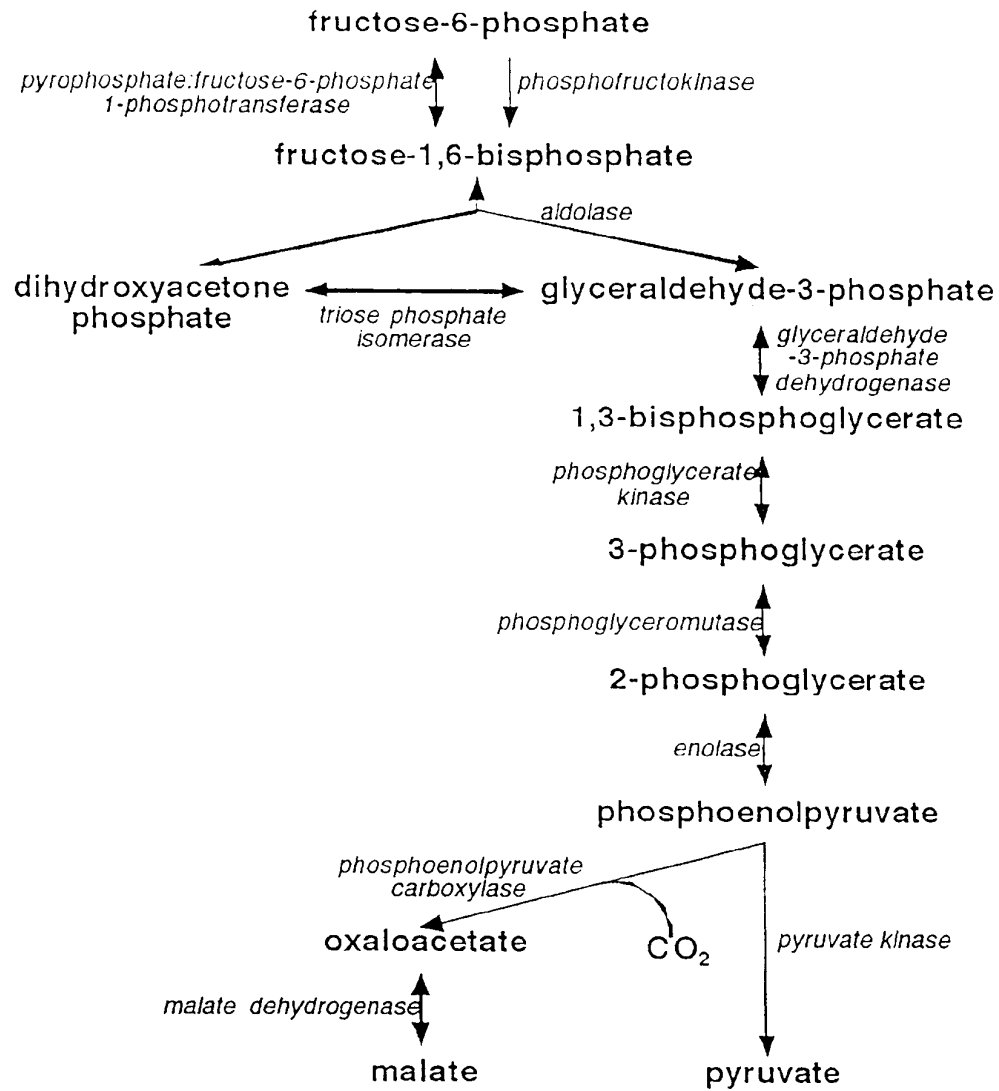 fructose-6-phosphate
pyrophosphate:fructose-6-phosphate
1-phosphotransferase
phosphofructokinase
fructose-1,6-bisphosphate
aldolase
dihydroxyacetone
phosphate
triose phosphate
isomerase
glyceraldehyde-3-phosphate
glyceraldehyde
-3-phosphate
dehydrogenase
1,3-bisphosphoglycerate
phosphoglycerate
kinase
3-phosphoglycerate
phosphoglyceromutase
2-phosphoglycerate
enolase
phosphoenolpyruvate
phosphoenolpyruvate
carboxylase
oxaloacetate
CO₂
pyruvate kinase
malate dehydrogenase
malate
pyruvate